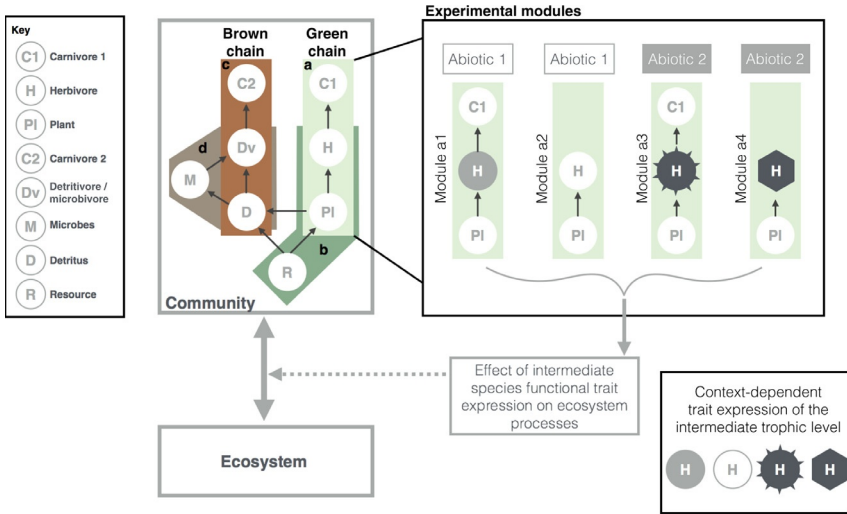 Key
C1 Carnivore 1
H Herbivore
Pl Plant
C2 Carnivore 2
Dv Detritivore /
microbivore
M Microbes
D Detritus
R Resource
Brown
chain
Green
chain
c
a
C2
C1
d
Dv
H
M
D
Pl
b
R
Community
Ecosystem
Experimental modules
Abiotic 1
Abiotic 1
Abiotic 2
Abiotic 2
Module a1
C1
H
Pl
Module a2
H
Pl
Module a3
C1
H
Pl
Module a4
H
Pl
Effect of intermediate
species functional trait
expression on ecosystem
processes
Context-dependent
trait expression of the
intermediate trophic level
H H H H